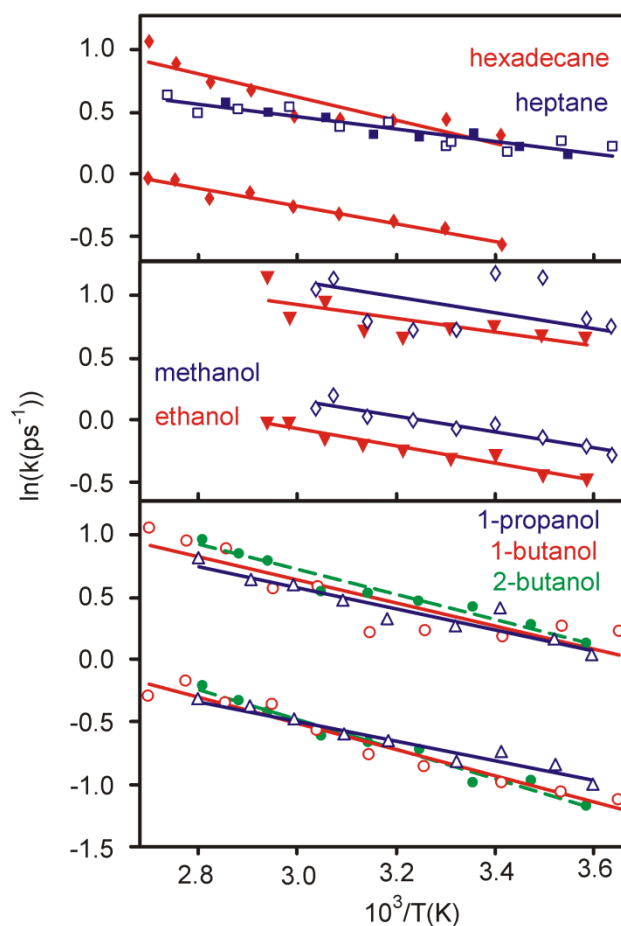 1.0
hexadecane
0.5
heptane
0.0
-0.5
1.0
0.5
methanol
0.0
ethanol
-0.5
ln(k(ps⁻¹))
1.0
1-propanol
1-butanol
0.5
2-butanol
0.0
-0.5
-1.0
-1.5
2.8 3.0 3.2 3.4 3.6
10³/T(K)